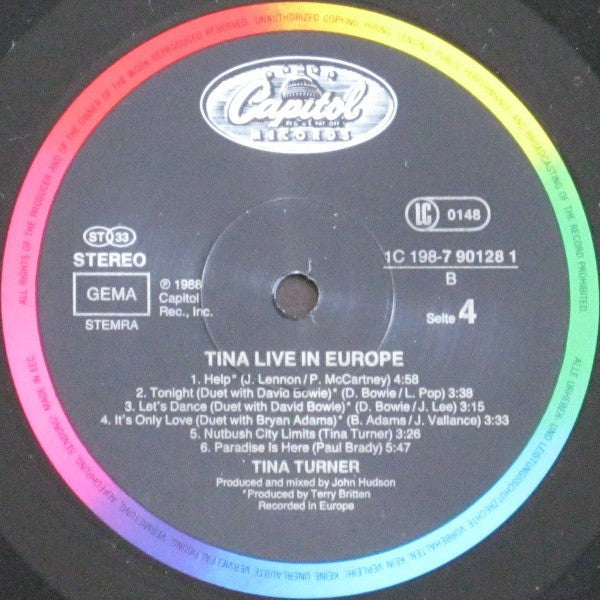 UNAUTHORIZED COPYING, HIRING, LENDING, PUBLIC PERFORMANCE AND BROADCASTING OF THE RECORD PROHIBITED.
ALL RIGHTS OF THE PRODUCER AND OF THE OWNER OF THE WORK REPRODUCED RESERVED.
Capitol
REG. U.S. PAT. OFF.
RECORDS
LC 0148
ST 33
STEREO
1C 198-7 90128 1
B
GEMA
STEMRA
℗ 1988
Capitol
Rec., Inc.
Seite 4
TINA LIVE IN EUROPE
1. Help* (J. Lennon/P. McCartney) 4:58
2. Tonight (Duet with David Bowie)* (D. Bowie/L. Pop) 3:38
3. Let's Dance (Duet with David Bowie)* (D. Bowie/J. Lee) 3:15
4. It's Only Love (Duet with Bryan Adams)* (B. Adams/J. Vallance) 3:33
5. Nutbush City Limits (Tina Turner) 3:26
6. Paradise Is Here (Paul Brady) 5:47
TINA TURNER
Produced and mixed by John Hudson
*Produced by Terry Britten
Recorded in Europe
ALLE URHEBER- UND LEISTUNGSSCHUTZRECHTE VORBEHALTEN. KEIN VERLEIH! KEINE UNERLAUBTE VERVIELFÄLTIGUNG, VERMIETUNG, AUFFÜHRUNG, SENDUNG! MADE IN EEC.